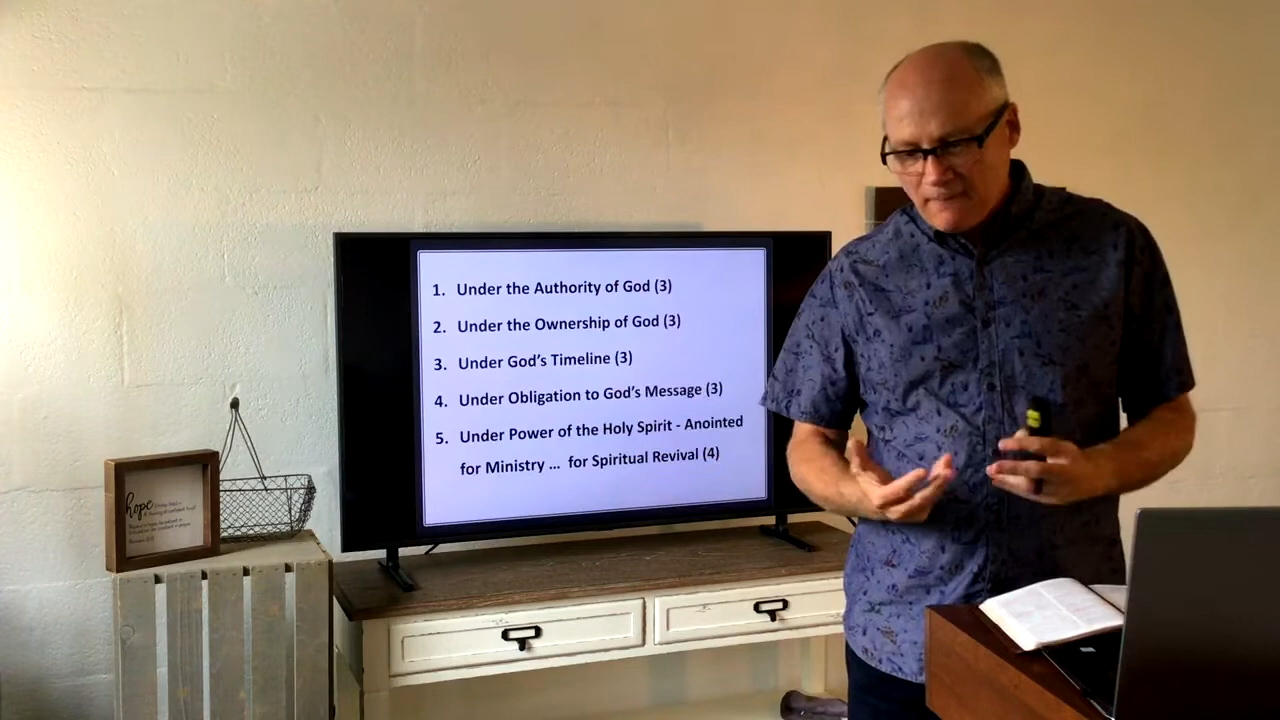 1. Under the Authority of God (3)
2. Under the Ownership of God (3)
3. Under God's Timeline (3)
4. Under Obligation to God's Message (3)
5. Under Power of the Holy Spirit - Anointed
for Ministry ... for Spiritual Revival (4)
hope